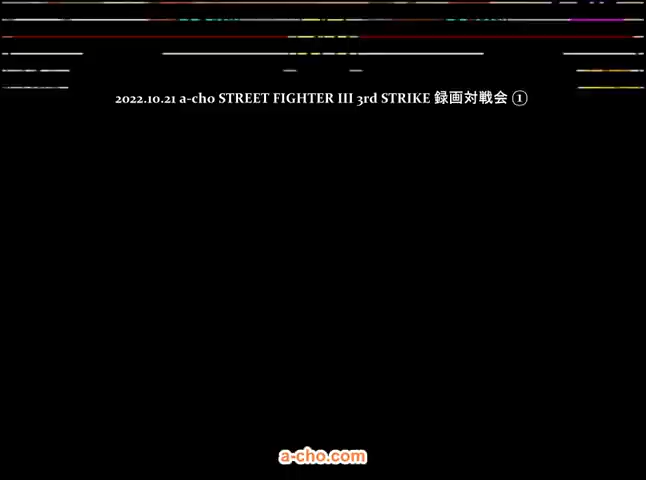 2022.10.21 a-cho STREET FIGHTER III 3rd STRIKE 録画対戦会 ①
a-cho.com